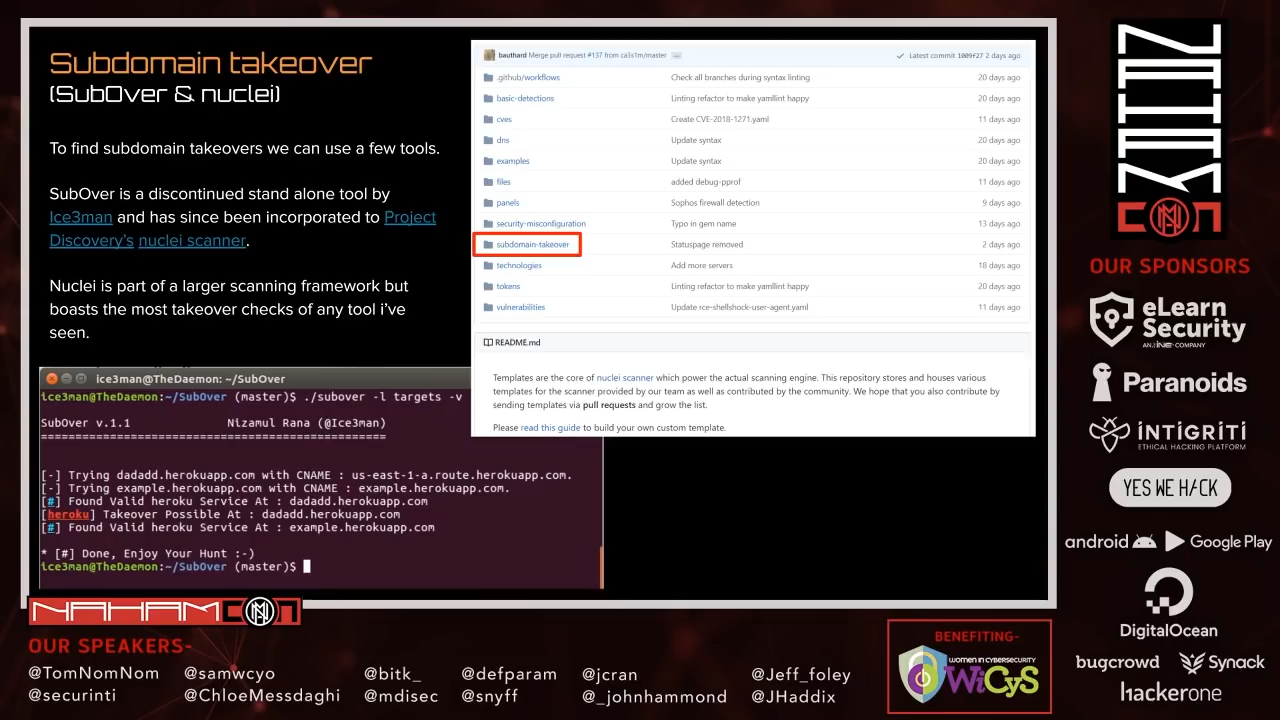 Subdomain takeover
(SubOver & nuclei)
To find subdomain takeovers we can use a few tools.
SubOver is a discontinued stand alone tool by
Ice3man and has since been incorporated to Project
Discovery's nuclei scanner.
Nuclei is part of a larger scanning framework but
boasts the most takeover checks of any tool i've
seen.
bauthard Merge pull request #137 from ca3s1m/master ... Latest commit 1009f27 2 days ago
.github/workflows Check all branches during syntax linting 20 days ago
basic-detections Linting refactor to make yamllint happy 20 days ago
cves Create CVE-2018-1271.yaml 11 days ago
dns Update syntax 20 days ago
examples Update syntax 20 days ago
files added debug-pprof 11 days ago
panels Sophos firewall detection 9 days ago
security-misconfiguration Typo in gem name 13 days ago
subdomain-takeover Statuspage removed 2 days ago
technologies Add more servers 18 days ago
tokens Linting refactor to make yamllint happy 20 days ago
vulnerabilities Update rce-shellshock-user-agent.yaml 11 days ago
README.md
Templates are the core of nuclei scanner which power the actual scanning engine. This repository stores and houses various
templates for the scanner provided by our team as well as contributed by the community. We hope that you also contribute by
sending templates via pull requests and grow the list.
Please read this guide to build your own custom template.
ice3man@TheDaemon: ~/SubOver
ice3man@TheDaemon:~/SubOver (master)$ ./subover -l targets -v
SubOver v.1.1 Nizamul Rana (@Ice3man)
==================================================
[-] Trying dadadd.herokuapp.com with CNAME : us-east-1-a.route.herokuapp.com.
[-] Trying example.herokuapp.com with CNAME : example.herokuapp.com.
[#] Found Valid heroku Service At : dadadd.herokuapp.com
[heroku] Takeover Possible At : dadadd.herokuapp.com
[#] Found Valid heroku Service At : example.herokuapp.com
* [#] Done, Enjoy Your Hunt :-)
ice3man@TheDaemon:~/SubOver (master)$
NAHAMCON
OUR SPEAKERS-
@TomNomNom @samwcyo @bitk_ @defparam @jcran @Jeff_foley
@securinti @ChloeMessdaghi @mdisec @snyff @_johnhammond @JHaddix
BENEFITING-
WOMEN IN CYBERSECURITY
WiCyS
NAHAM
CON
OUR SPONSORS
eLearn
Security
AN INE COMPANY
Paranoids
INTIGRITI
ETHICAL HACKING PLATFORM
YES WE H/CK
android Google Play
DigitalOcean
bugcrowd Synack
hackerone